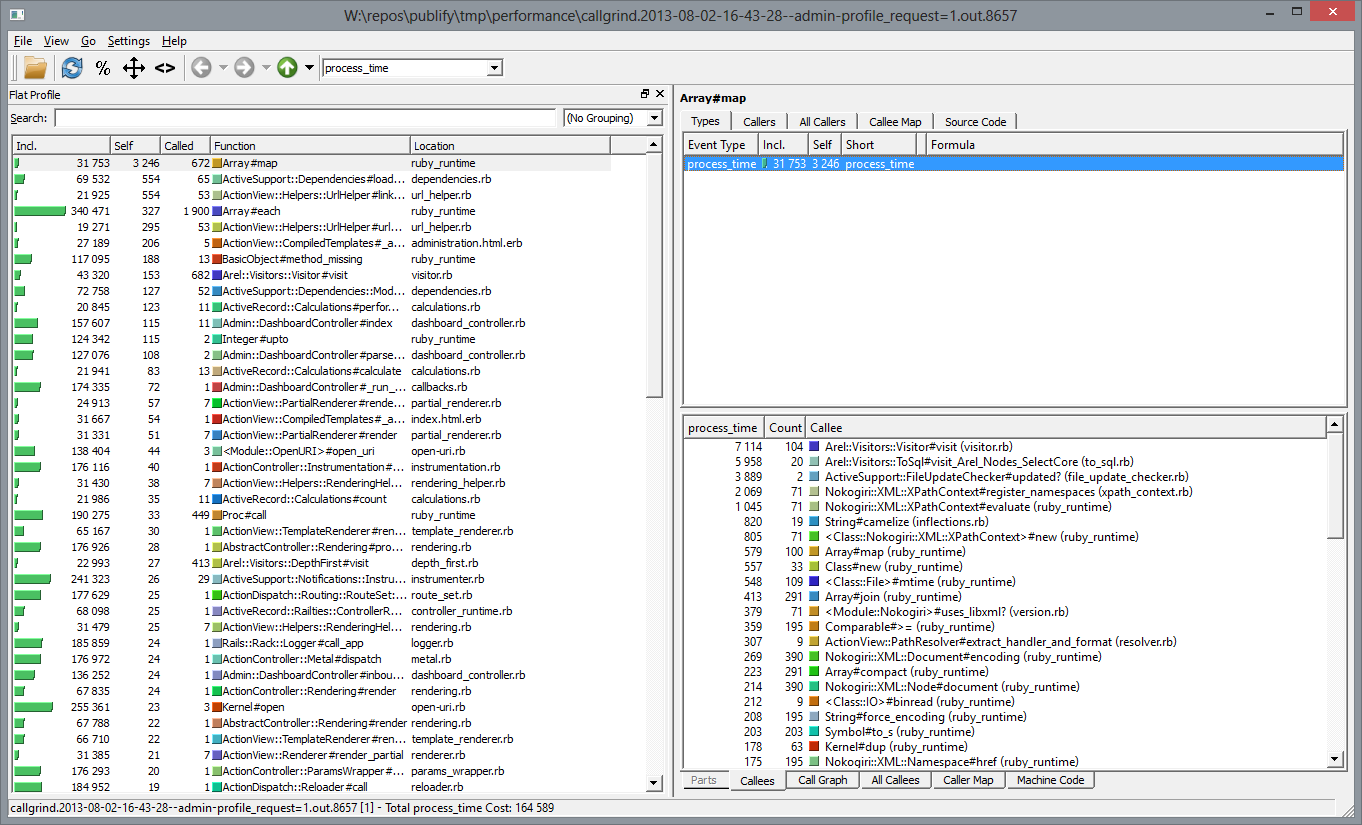 W:\repos\publify\tmp\performance\callgrind.2013-08-02-16-43-28--admin-profile_request=1.out.8657
File View Go Settings Help
% <> process_time
Flat Profile
Search: (No Grouping)
Incl. Self Called Function Location
31 753 3 246 672 Array#map ruby_runtime
69 532 554 65 ActiveSupport::Dependencies#load... dependencies.rb
21 925 554 53 ActionView::Helpers::UrlHelper#link... url_helper.rb
340 471 327 1 900 Array#each ruby_runtime
19 271 295 53 ActionView::Helpers::UrlHelper#url... url_helper.rb
27 189 206 5 ActionView::CompiledTemplates#_a... administration.html.erb
117 095 188 13 BasicObject#method_missing ruby_runtime
43 320 153 682 Arel::Visitors::Visitor#visit visitor.rb
72 758 127 52 ActiveSupport::Dependencies::Mod... dependencies.rb
20 845 123 11 ActiveRecord::Calculations#perfor... calculations.rb
157 607 115 11 Admin::DashboardController#index dashboard_controller.rb
124 342 115 2 Integer#upto ruby_runtime
127 076 108 2 Admin::DashboardController#parse... dashboard_controller.rb
21 941 83 13 ActiveRecord::Calculations#calculate calculations.rb
174 335 72 1 Admin::DashboardController#_run_... callbacks.rb
24 913 57 7 ActionView::PartialRenderer#rende... partial_renderer.rb
31 667 54 1 ActionView::CompiledTemplates#_a... index.html.erb
31 331 51 7 ActionView::PartialRenderer#render partial_renderer.rb
138 404 44 3 <Module::OpenURI>#open_uri open-uri.rb
176 116 40 1 ActionController::Instrumentation#... instrumentation.rb
31 430 38 7 ActionView::Helpers::RenderingHel... rendering_helper.rb
21 986 35 11 ActiveRecord::Calculations#count calculations.rb
190 275 33 449 Proc#call ruby_runtime
65 167 30 1 ActionView::TemplateRenderer#ren... template_renderer.rb
176 926 28 1 AbstractController::Rendering#pro... rendering.rb
22 993 27 413 Arel::Visitors::DepthFirst#visit depth_first.rb
241 323 26 29 ActiveSupport::Notifications::Instru... instrumenter.rb
177 629 25 1 ActionDispatch::Routing::RouteSet:... route_set.rb
68 098 25 1 ActiveRecord::Railties::ControllerR... controller_runtime.rb
31 479 25 7 ActionView::Helpers::RenderingHel... rendering.rb
185 859 24 1 Rails::Rack::Logger#call_app logger.rb
176 972 24 1 ActionController::Metal#dispatch metal.rb
136 252 24 1 Admin::DashboardController#inbou... dashboard_controller.rb
67 835 24 1 ActionController::Rendering#render rendering.rb
255 361 23 3 Kernel#open open-uri.rb
67 788 22 1 AbstractController::Rendering#render rendering.rb
66 710 22 1 ActionView::TemplateRenderer#ren... template_renderer.rb
31 385 21 7 ActionView::Renderer#render_partial renderer.rb
176 293 20 1 ActionController::ParamsWrapper#... params_wrapper.rb
184 952 19 1 ActionDispatch::Reloader#call reloader.rb
Array#map
Types Callers All Callers Callee Map Source Code
Event Type Incl. Self Short Formula
process_time 31 753 3 246 process_time
process_time Count Callee
7 114 104 Arel::Visitors::Visitor#visit (visitor.rb)
5 958 20 Arel::Visitors::ToSql#visit_Arel_Nodes_SelectCore (to_sql.rb)
3 889 2 ActiveSupport::FileUpdateChecker#updated? (file_update_checker.rb)
2 069 71 Nokogiri::XML::XPathContext#register_namespaces (xpath_context.rb)
1 045 71 Nokogiri::XML::XPathContext#evaluate (ruby_runtime)
820 19 String#camelize (inflections.rb)
805 71 <Class::Nokogiri::XML::XPathContext>#new (ruby_runtime)
579 100 Array#map (ruby_runtime)
557 33 Class#new (ruby_runtime)
548 109 <Class::File>#mtime (ruby_runtime)
413 291 Array#join (ruby_runtime)
379 71 <Module::Nokogiri>#uses_libxml? (version.rb)
359 195 Comparable#>= (ruby_runtime)
307 9 ActionView::PathResolver#extract_handler_and_format (resolver.rb)
269 390 Nokogiri::XML::Document#encoding (ruby_runtime)
223 291 Array#compact (ruby_runtime)
214 390 Nokogiri::XML::Node#document (ruby_runtime)
212 9 <Class::IO>#binread (ruby_runtime)
208 195 String#force_encoding (ruby_runtime)
203 203 Symbol#to_s (ruby_runtime)
178 63 Kernel#dup (ruby_runtime)
175 195 Nokogiri::XML::Namespace#href (ruby_runtime)
Parts Callees Call Graph All Callees Caller Map Machine Code
callgrind.2013-08-02-16-43-28--admin-profile_request=1.out.8657 [1] - Total process_time Cost: 164 589